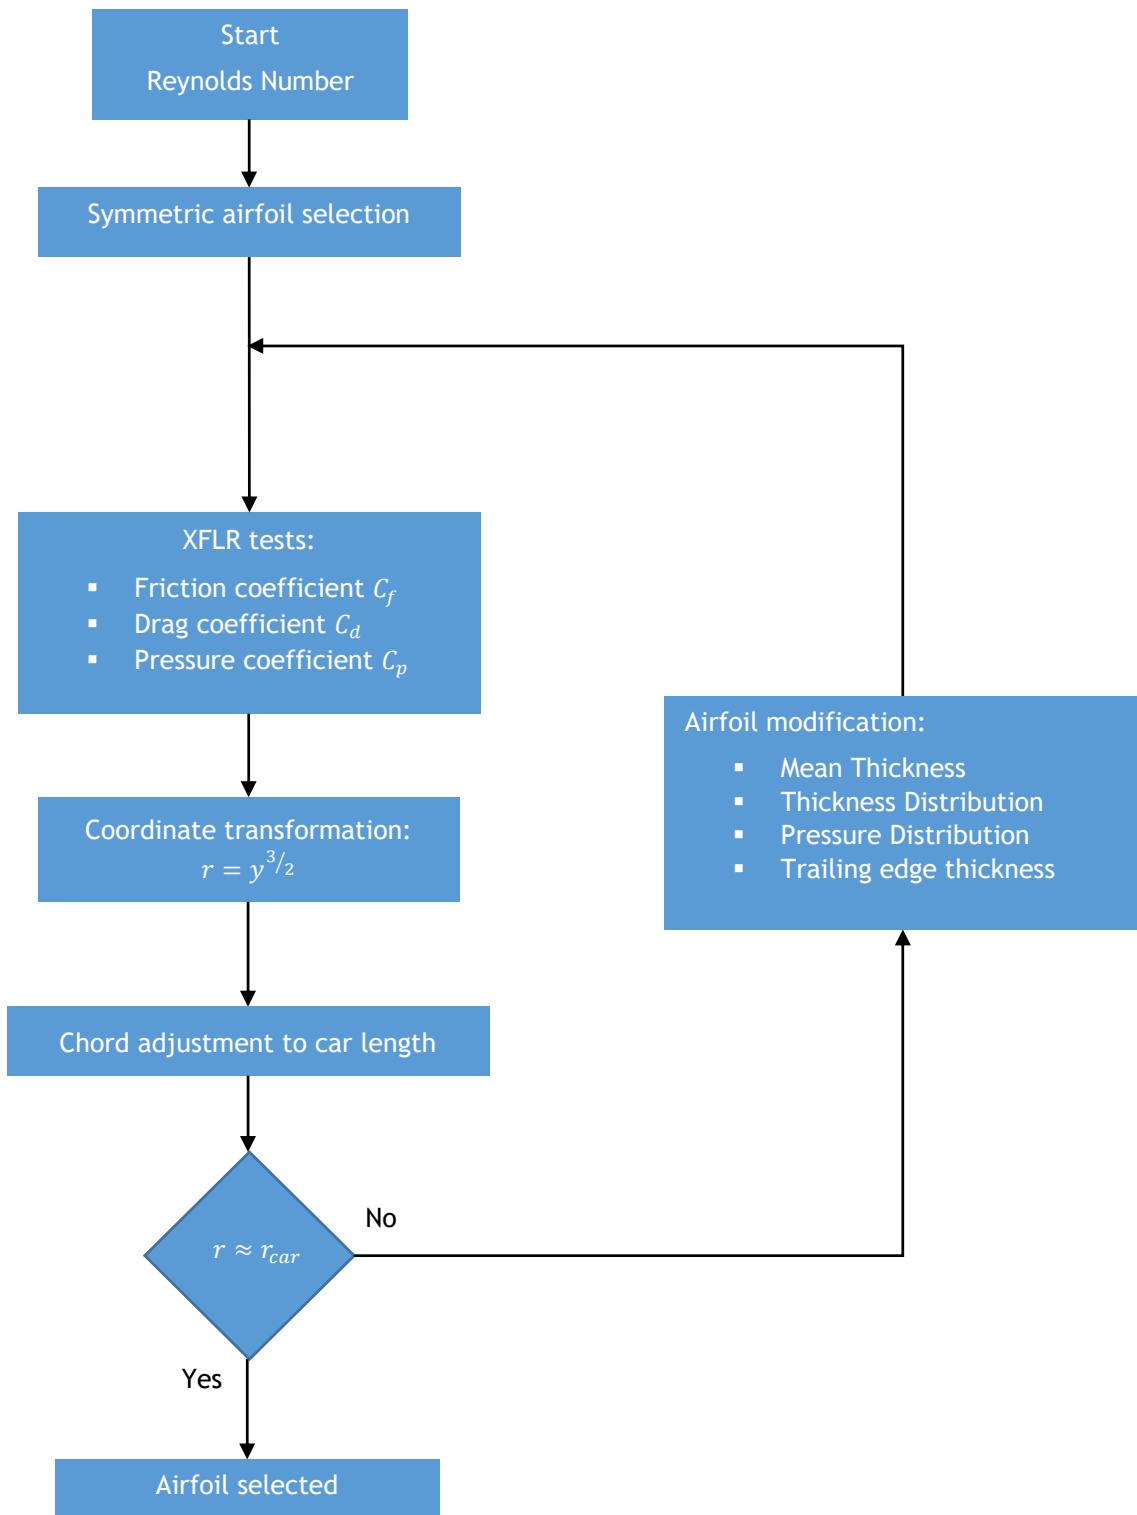 Start
Reynolds Number
Symmetric airfoil selection
XFLR tests:
▪ Friction coefficient C_f
▪ Drag coefficient C_d
▪ Pressure coefficient C_p
Coordinate transformation:
r = y^{3/2}
Chord adjustment to car length
r ≈ r_{car}
No
Yes
Airfoil selected
Airfoil modification:
▪ Mean Thickness
▪ Thickness Distribution
▪ Pressure Distribution
▪ Trailing edge thickness